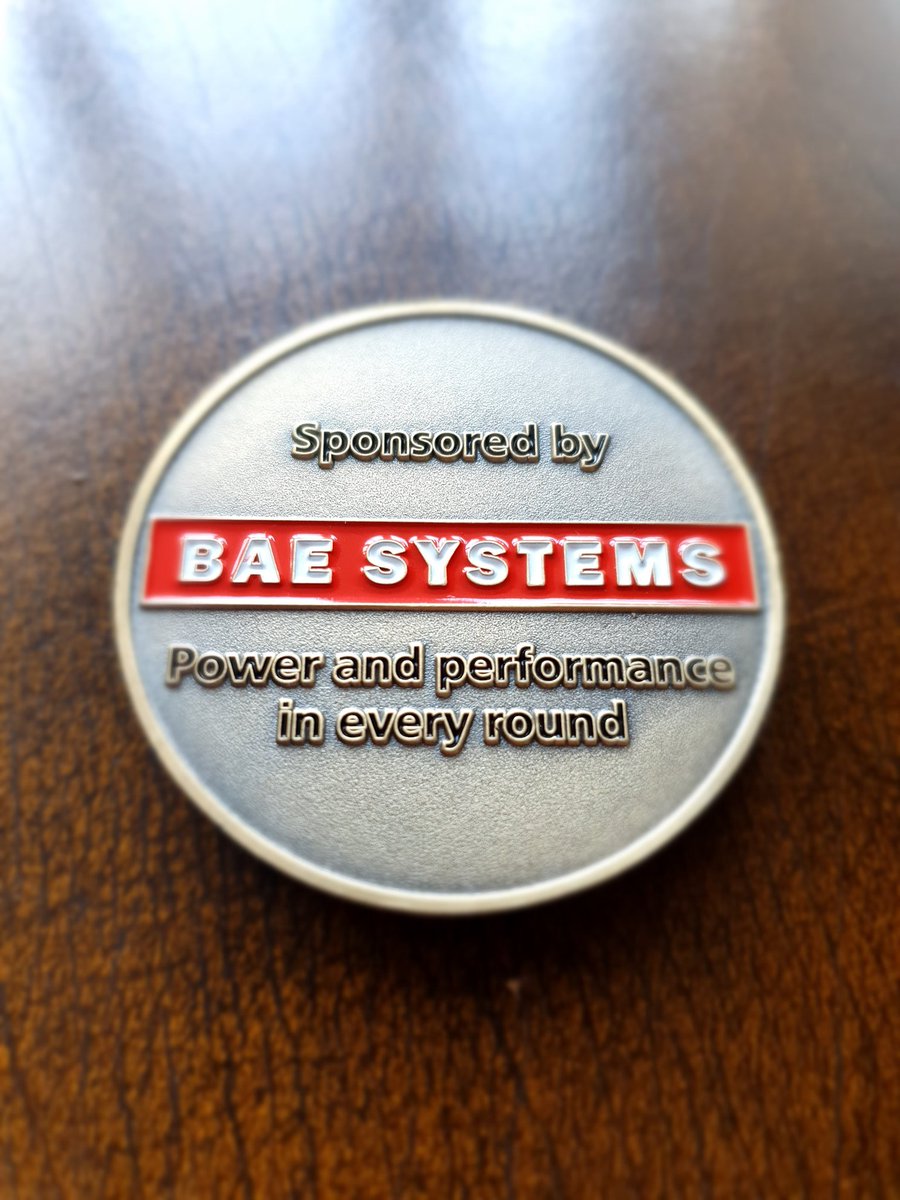 Sponsored by
BAE SYSTEMS
Power and performance
in every round